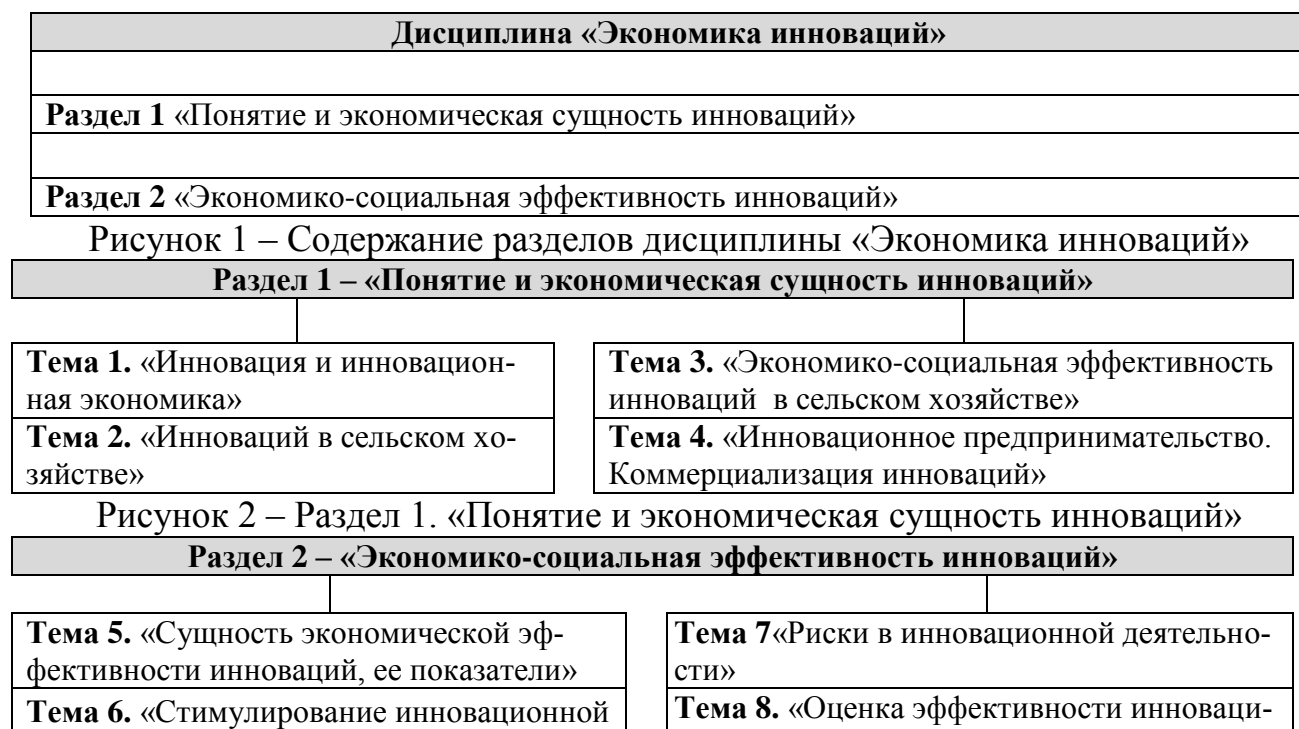 Дисциплина «Экономика инноваций»
Раздел 1 «Понятие и экономическая сущность инноваций»
Раздел 2 «Экономико-социальная эффективность инноваций»
Рисунок 1 – Содержание разделов дисциплины «Экономика инноваций»
Раздел 1 – «Понятие и экономическая сущность инноваций»
Тема 1. «Инновация и инновацион-
ная экономика»
Тема 2. «Инноваций в сельском хо-
зяйстве»
Тема 3. «Экономико-социальная эффективность
инноваций в сельском хозяйстве»
Тема 4. «Инновационное предпринимательство.
Коммерциализация инноваций»
Рисунок 2 – Раздел 1. «Понятие и экономическая сущность инноваций»
Раздел 2 – «Экономико-социальная эффективность инноваций»
Тема 5. «Сущность экономической эф-
фективности инноваций, ее показатели»
Тема 6. «Стимулирование инновационной
Тема 7«Риски в инновационной деятельно-
сти»
Тема 8. «Оценка эффективности инноваци-